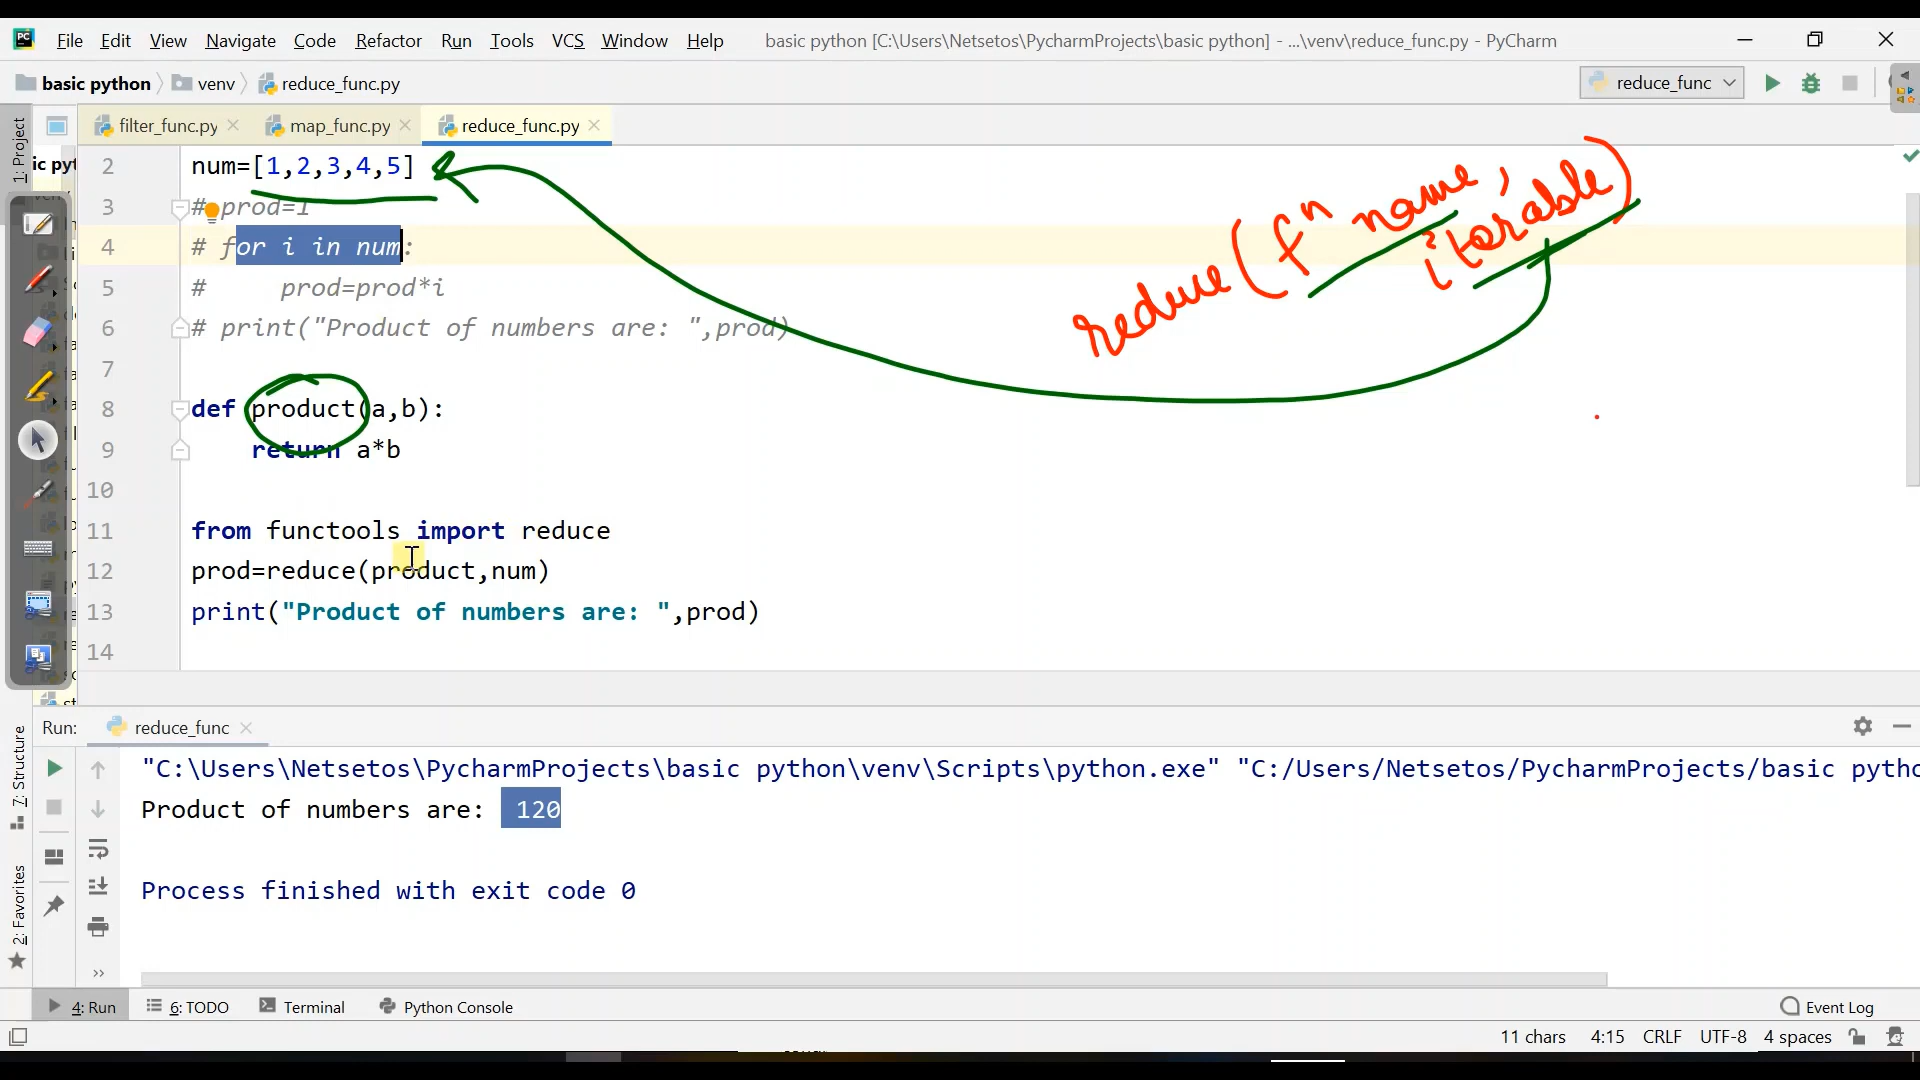 File Edit View Navigate Code Refactor Run Tools VCS Window Help basic python [C:\Users\Netsetos\PycharmProjects\basic python] - ...\venv\reduce_func.py - PyCharm
basic python venv reduce_func.py reduce_func
filter_func.py map_func.py reduce_func.py
1: Project
2 num=[1,2,3,4,5]
3 # prod=1
4 # for i in num:
5 # prod=prod*i
6 # print("Product of numbers are: ",prod)
7
8 def product(a,b):
9 return a*b
10
11 from functools import reduce
12 prod=reduce(product,num)
13 print("Product of numbers are: ",prod)
14
reduce(fn name,
iterable)
Run: reduce_func
7: Structure
2: Favorites
"C:\Users\Netsetos\PycharmProjects\basic python\venv\Scripts\python.exe" "C:/Users/Netsetos/PycharmProjects/basic pytho
Product of numbers are: 120
Process finished with exit code 0
4: Run 6: TODO Terminal Python Console Event Log
11 chars 4:15 CRLF UTF-8 4 spaces